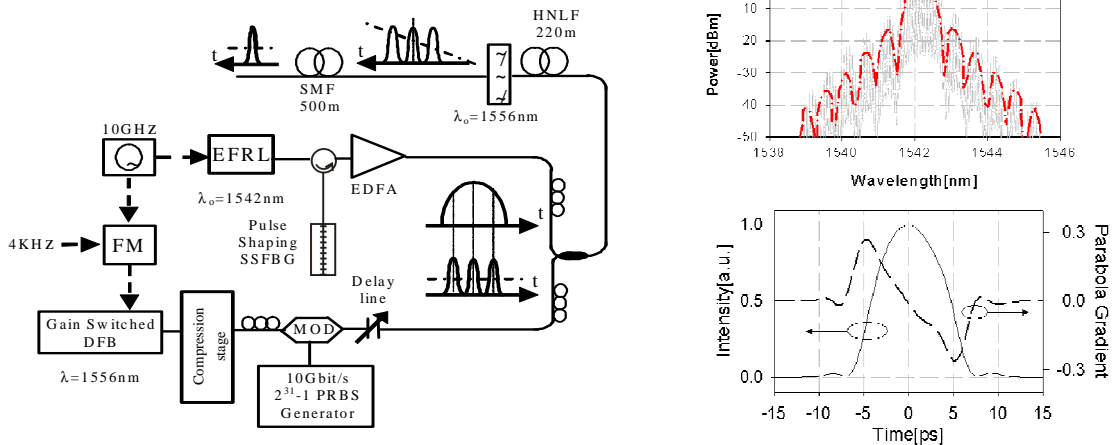 HNLF
220m
t
t
SMF
500m
λo=1556nm
10GHZ
EFRL
EDFA
λo=1542nm
Pulse
Shaping
SSFBG
t
4KHZ
FM
t
Delay
line
Gain Switched
DFB
Compression
stage
MOD
λ=1556nm
10Gbit/s
2³¹-1 PRBS
Generator
Power[dBm]
10
20
-30
40
-50
1538
1540
1542
1544
1546
Wavelength[nm]
Intensity[a.u.]
1.0
0.5
0.0
0.3
0.0
-0.3
Parabola Gradient
-15
-10
-5
0
5
10
15
Time[ps]